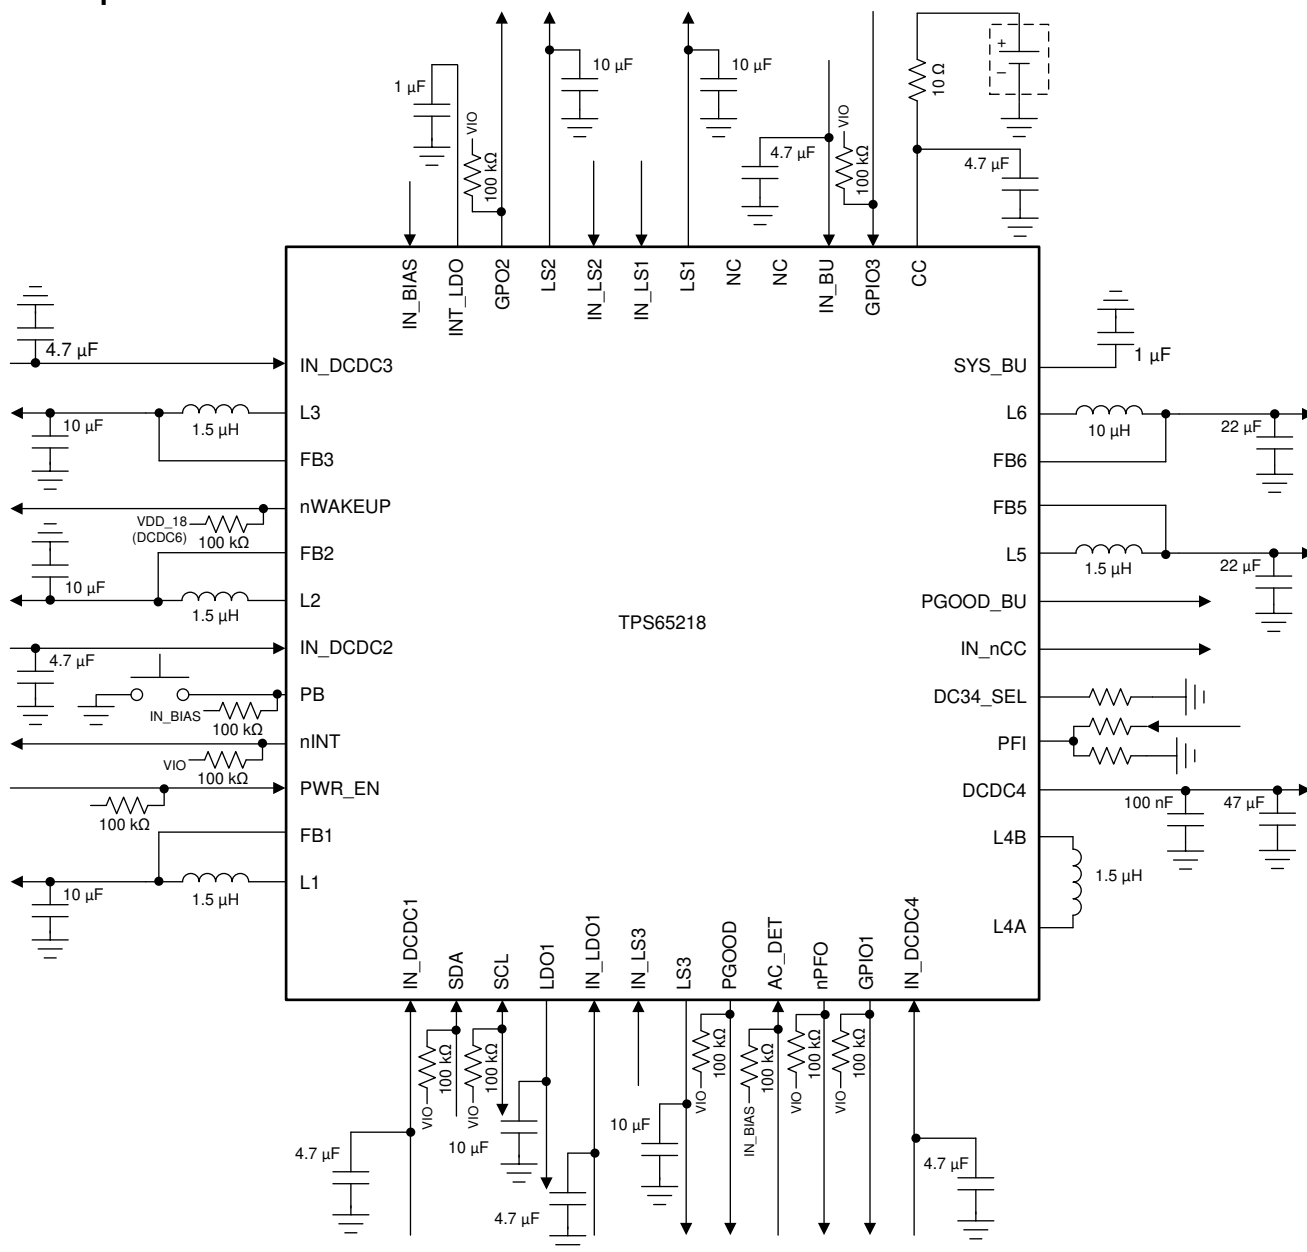 10 µF
10 µF
1 µF
VIO
100 kΩ
4.7 µF
VIO
100 kΩ
10 Ω
+
−
4.7 µF
IN_BIAS
INT_LDO
GPO2
LS2
IN_LS2
IN_LS1
LS1
NC
NC
IN_BU
GPIO3
CC
4.7 µF
IN_DCDC3
L3
10 µF
1.5 µH
FB3
nWAKEUP
VDD_18
(DCDC6)
100 kΩ
FB2
10 µF
L2
1.5 µH
IN_DCDC2
4.7 µF
PB
IN_BIAS
100 kΩ
nINT
VIO
100 kΩ
PWR_EN
100 kΩ
FB1
L1
10 µF
1.5 µH
TPS65218
SYS_BU
1 µF
L6
10 µH
22 µF
FB6
FB5
L5
1.5 µH
22 µF
PGOOD_BU
IN_nCC
DC34_SEL
PFI
DCDC4
100 nF
47 µF
L4B
1.5 µH
L4A
IN_DCDC1
SDA
SCL
LDO1
IN_LDO1
IN_LS3
LS3
PGOOD
AC_DET
nPFO
GPIO1
IN_DCDC4
100 kΩ
VIO
100 kΩ
VIO
100 kΩ
VIO
100 kΩ
IN_BIAS
100 kΩ
VIO
100 kΩ
VIO
4.7 µF
10 µF
4.7 µF
10 µF
4.7 µF